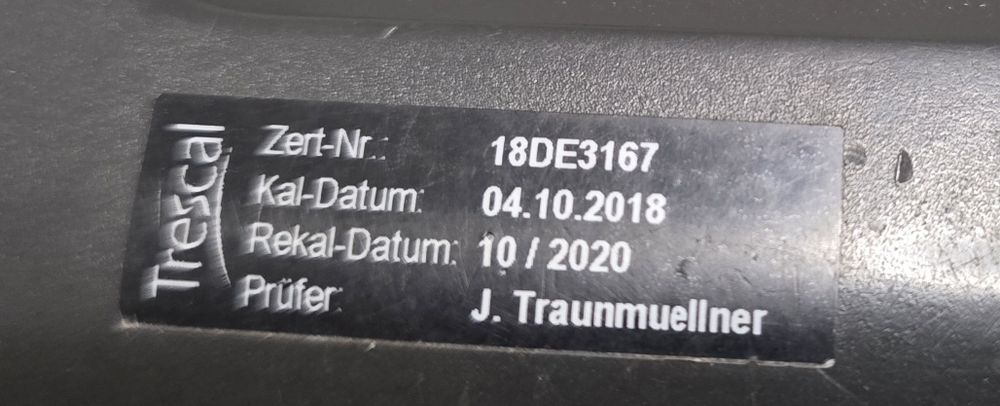 Trescal
Zert-Nr.: 18DE3167
Kal-Datum: 04.10.2018
Rekal-Datum: 10 / 2020
Prüfer: J. Traunmuellner